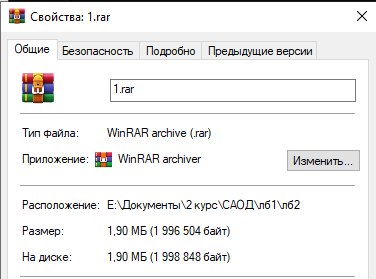 Свойства: 1.rar
Общие Безопасность Подробно Предыдущие версии
1.rar
Тип файла: WinRAR archive (.rar)
Приложение: WinRAR archiver Изменить...
Расположение: E:\Документы\2 курс\САОД\лб1\лб2
Размер: 1,90 МБ (1 996 504 байт)
На диске: 1,90 МБ (1 998 848 байт)